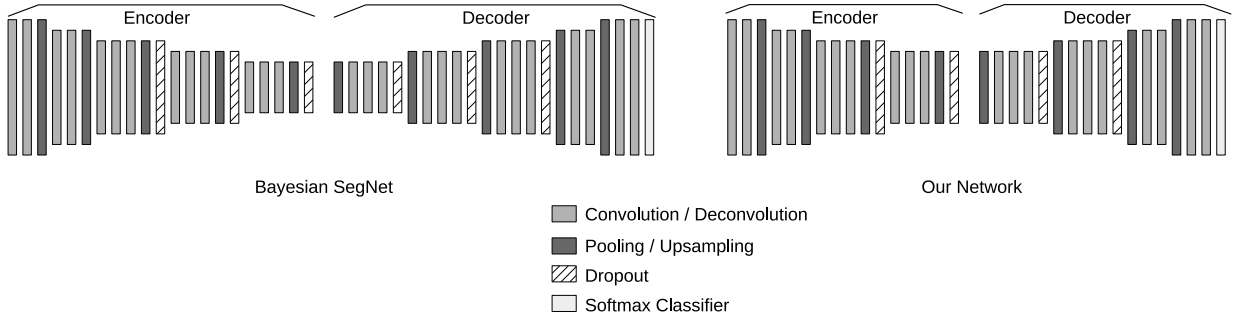 Encoder
Decoder
Encoder
Decoder
Bayesian SegNet
Our Network
Convolution / Deconvolution
Pooling / Upsampling
Dropout
Softmax Classifier